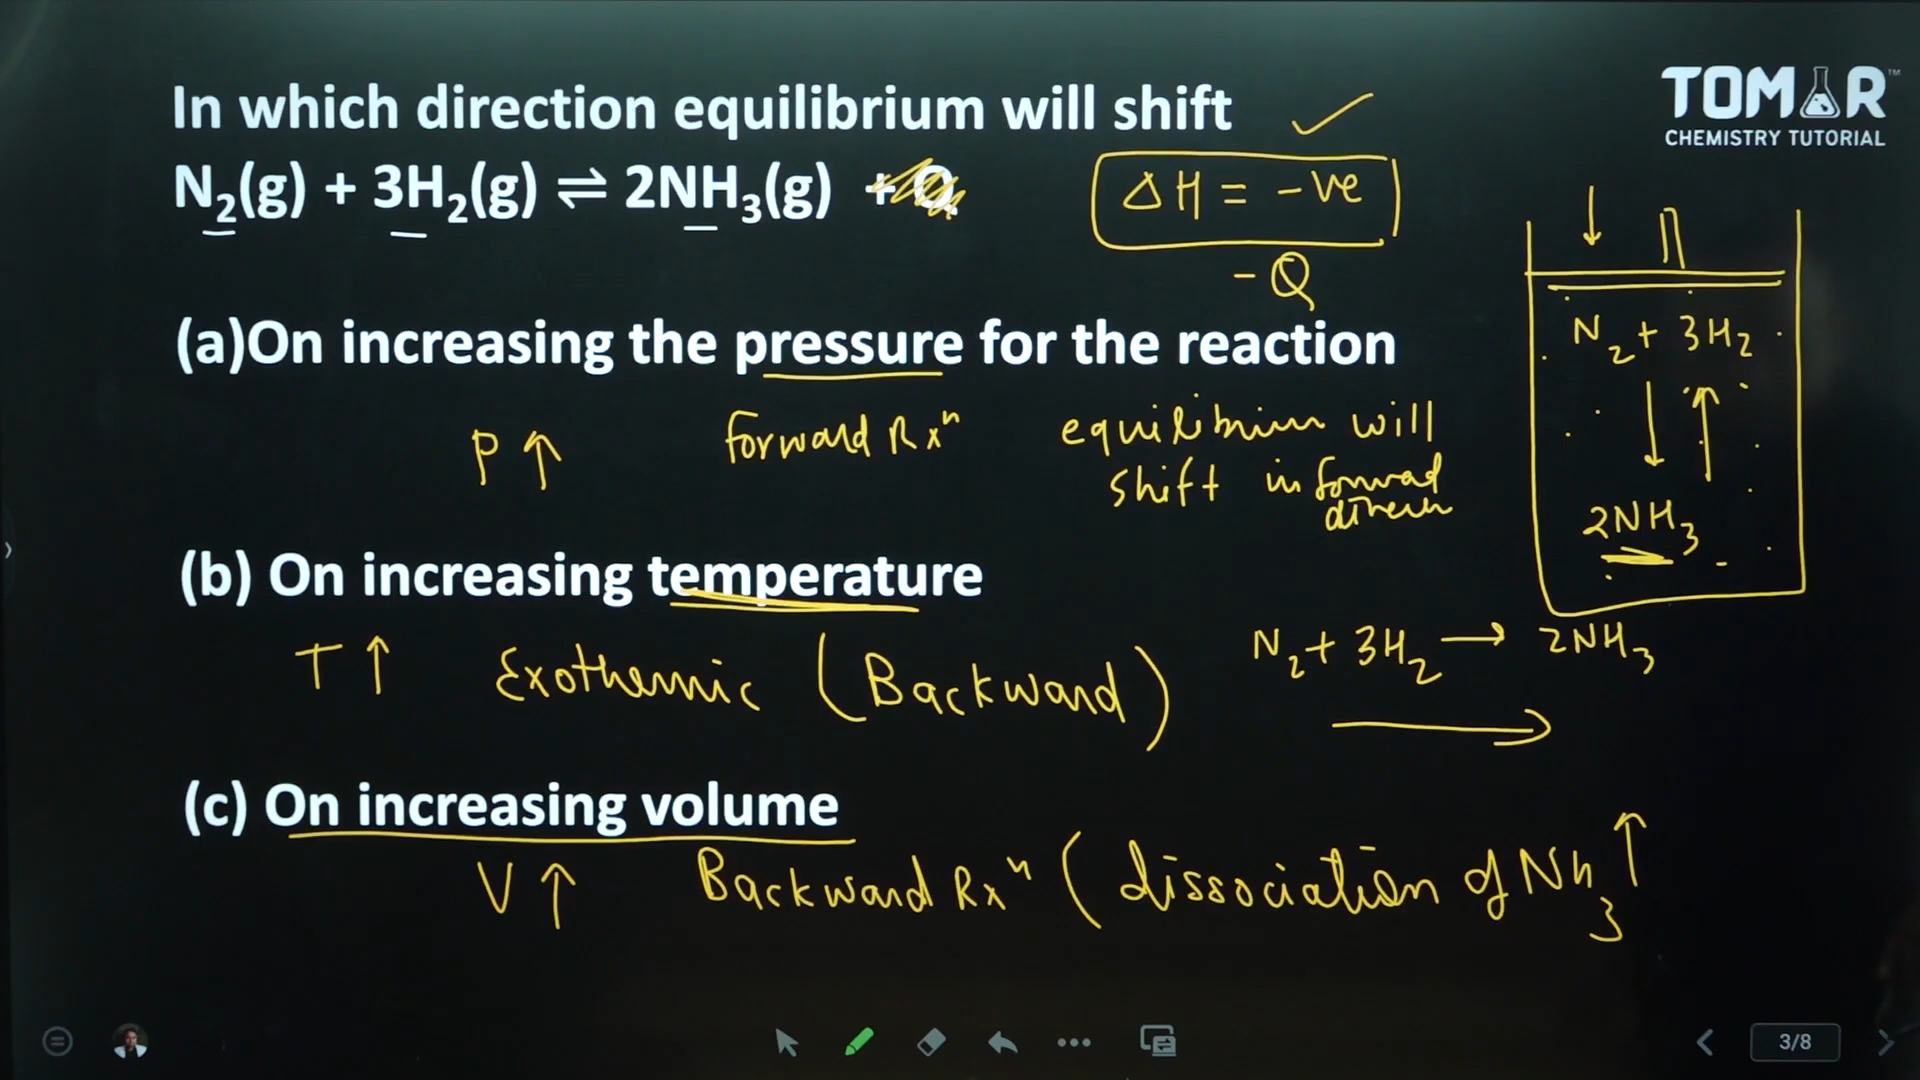 In which direction equilibrium will shift
TOMAR™
CHEMISTRY TUTORIAL
N₂(g) + 3H₂(g) ⇌ 2NH₃(g) +
ΔH = -ve
- Q
(a)On increasing the pressure for the reaction
P ↑ forward Rxⁿ equilibrium will
shift in forward
N₂ + 3H₂
↓ ↑
2NH₃
(b) On increasing temperature
T ↑ Exothermic (Backward)
N₂ + 3H₂ → 2NH₃
→
(c) On increasing volume
V ↑ Backward Rxⁿ ( dissociation of Nh₃ ↑
3/8